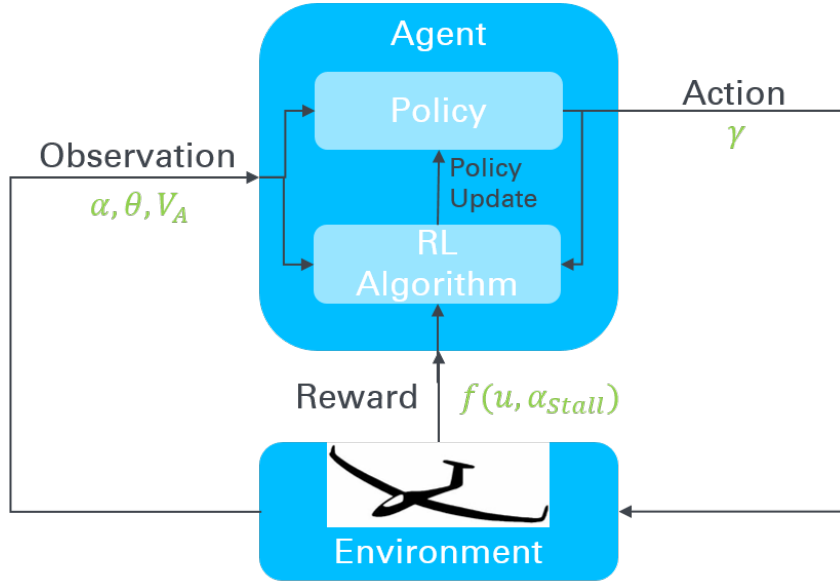 Agent
Policy
Action
γ
Observation
α, θ, V_A
Policy
Update
RL
Algorithm
Reward
f(u, α_Stall)
Environment